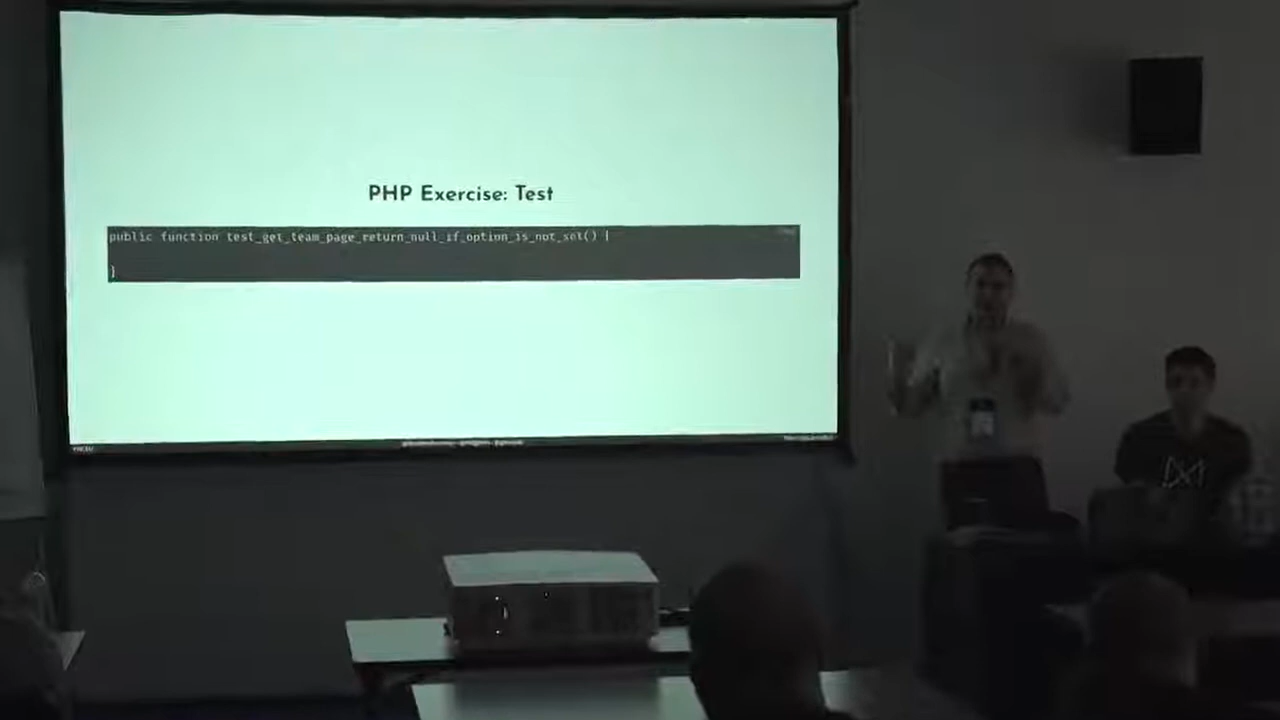 PHP Exercise: Test
public function test_get_team_page_return_null_if_option_is_not_set() {
}